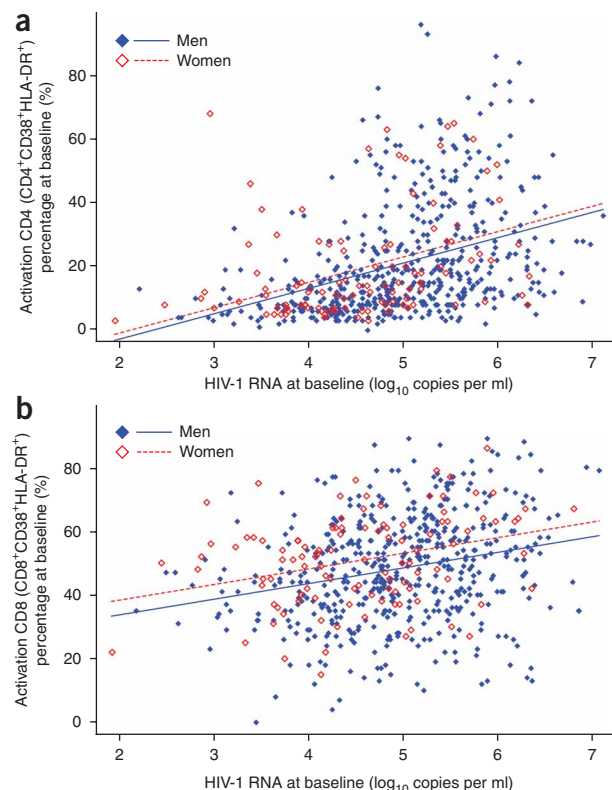 a
Men
Women
Activation CD4 (CD4⁺CD38⁺HLA-DR⁺)
percentage at baseline (%)
80
60
40
20
0
2 3 4 5 6 7
HIV-1 RNA at baseline (log₁₀ copies per ml)
b
Men
Women
Activation CD8 (CD8⁺CD38⁺HLA-DR⁺)
percentage at baseline (%)
80
60
40
20
0
2 3 4 5 6 7
HIV-1 RNA at baseline (log₁₀ copies per ml)